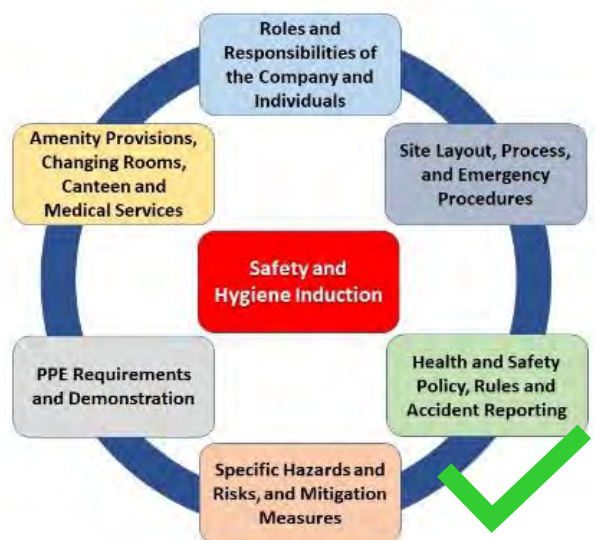 Roles and
Responsibilities of
the Company and
Individuals
Amenity Provisions,
Changing Rooms,
Canteen and
Medical Services
Site Layout, Process,
and Emergency
Procedures
Safety and
Hygiene Induction
PPE Requirements
and Demonstration
Health and Safety
Policy, Rules and
Accident Reporting
Specific Hazards and
Risks, and Mitigation
Measures